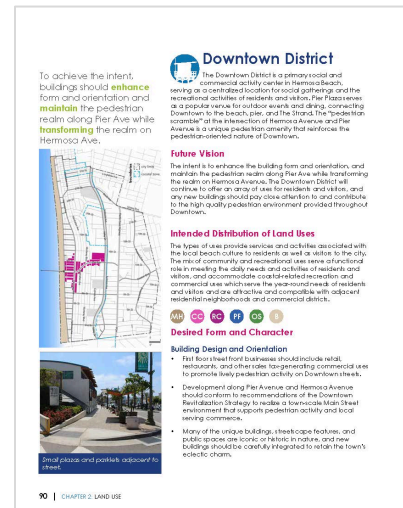 To achieve the intent,
buildings should enhance
form and orientation and
maintain the pedestrian
realm along Pier Ave while
transforming the realm on
Hermosa Ave.
Small plazas and parklets adjacent to
street.
Downtown District
The Downtown District is a primary social and
commercial activity center in Hermosa Beach,
serving as a centralized location for social gatherings and the
recreational activities of residents and visitors. Pier Plaza serves
as a popular venue for outdoor events and dining, connecting
Downtown to the beach, pier, and The Strand. The "pedestrian
scramble" at the intersection of Hermosa Avenue and Pier
Avenue is a unique pedestrian amenity that reinforces the
pedestrian-oriented nature of Downtown.
Future Vision
The intent is to enhance the building form and orientation, and
maintain the pedestrian realm along Pier Ave while transforming
the realm on Hermosa Avenue. The Downtown District will
continue to offer an array of uses for residents and visitors, and
any new buildings should pay close attention to and contribute
to the high quality pedestrian environment provided throughout
Downtown.
Intended Distribution of Land Uses
The types of uses provide services and activities associated with
the local beach culture to residents as well as visitors to the city.
The mix of community and recreational uses serve a functional
role in meeting the daily needs and activities of residents and
visitors, and accommodate coastal-related recreation and
commercial uses which serve the year-round needs of residents
and visitors and are attractive and compatible with adjacent
residential neighborhoods and commercial districts.
MH CC RC PF OS B
Desired Form and Character
Building Design and Orientation
• First floor street front businesses should include retail,
restaurants, and other sales tax-generating commercial uses
to promote lively pedestrian activity on Downtown streets.
• Development along Pier Avenue and Hermosa Avenue
should conform to recommendations of the Downtown
Revitalization Strategy to realize a town-scale Main Street
environment that supports pedestrian activity and local
serving commerce.
• Many of the unique buildings, streetscape features, and
public spaces are iconic or historic in nature, and new
buildings should be carefully integrated to retain the town's
eclectic charm.
90 | CHAPTER 2: LAND USE